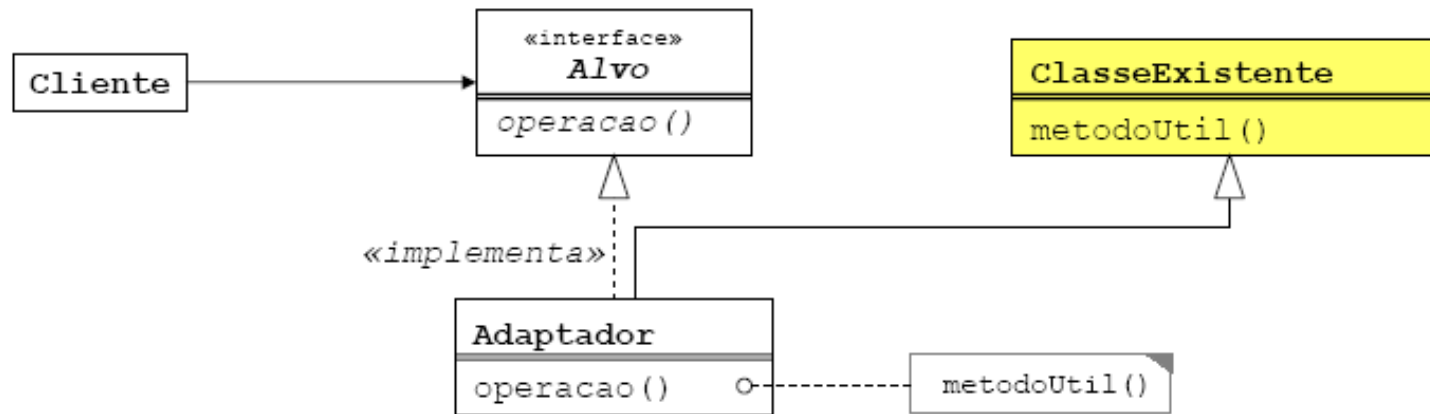 Cliente
«interface»
Alvo
operacao()
ClasseExistente
metodoUtil()
«implementa»
Adaptador
operacao()
metodoUtil()